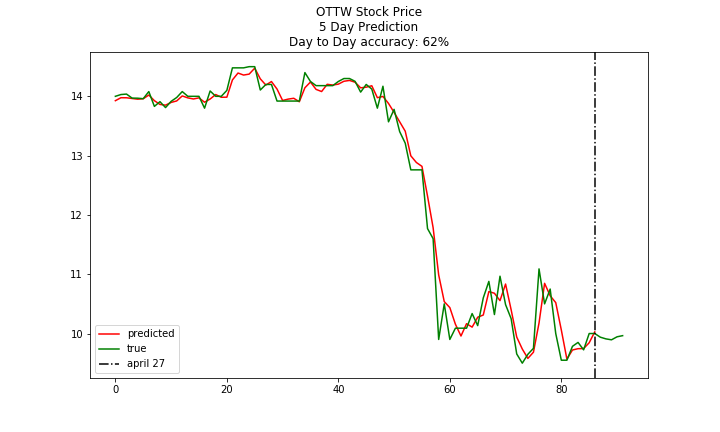 OTTW Stock Price
5 Day Prediction
Day to Day accuracy: 62%
14
13
12
11
10
predicted
true
april 27
0
20
40
60
80